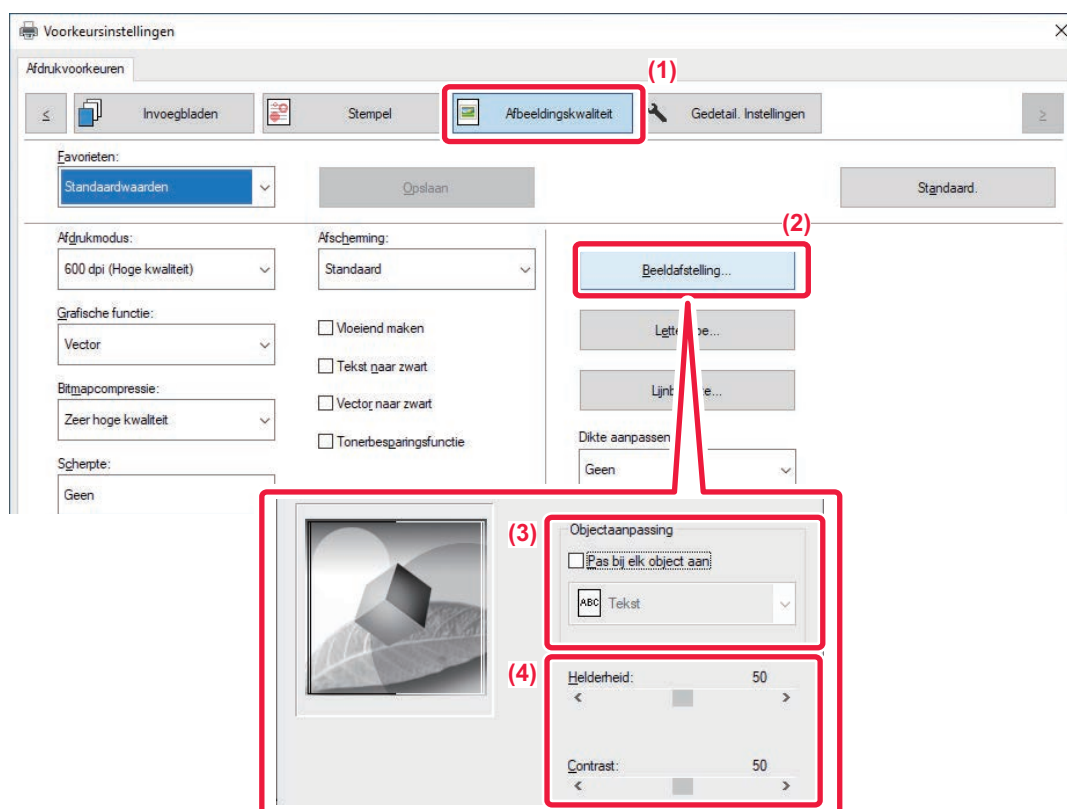 Voorkeursinstellingen
Afdrukvoorkeuren
(1)
< Invoegbladen Stempel Afbeeldingskwaliteit Gedetail. Instellingen >
Favorieten:
Standaardwaarden Opslaan Standaard.
(2)
Afdrukmodus: Afscherming:
600 dpi (Hoge kwaliteit) Standaard Beeldafstelling...
Grafische functie:
Vector
Vloeiend maken
Tekst naar zwart
Bitmapcompressie:
Vector naar zwart
Zeer hoge kwaliteit
Tonerbesparingsfunctie
Dikte aanpassen
Scherpte:
Geen
Geen
(3) Objectaanpassing
Pas bij elk object aan
ABC Tekst
(4) Helderheid: 50
< >
Contrast: 50
< >